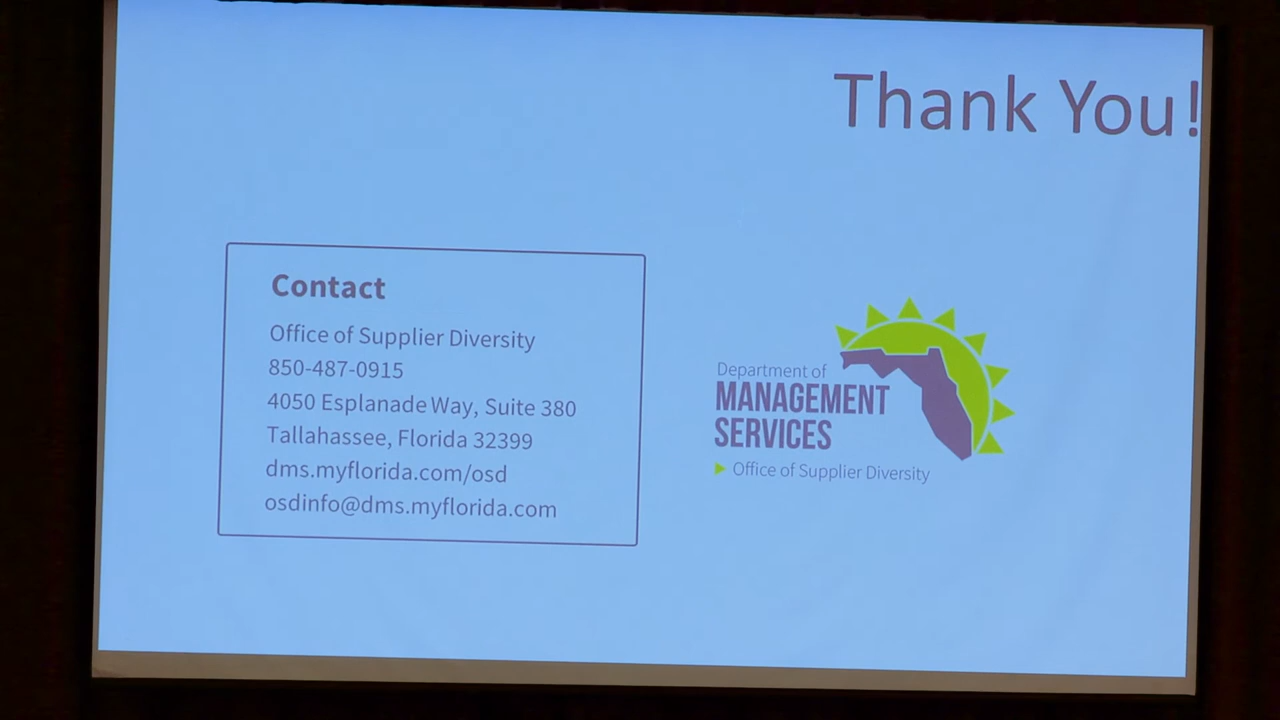 Thank You!
Contact
Office of Supplier Diversity
850-487-0915
4050 Esplanade Way, Suite 380
Tallahassee, Florida 32399
dms.myflorida.com/osd
osdinfo@dms.myflorida.com
Department of
MANAGEMENT
SERVICES
Office of Supplier Diversity